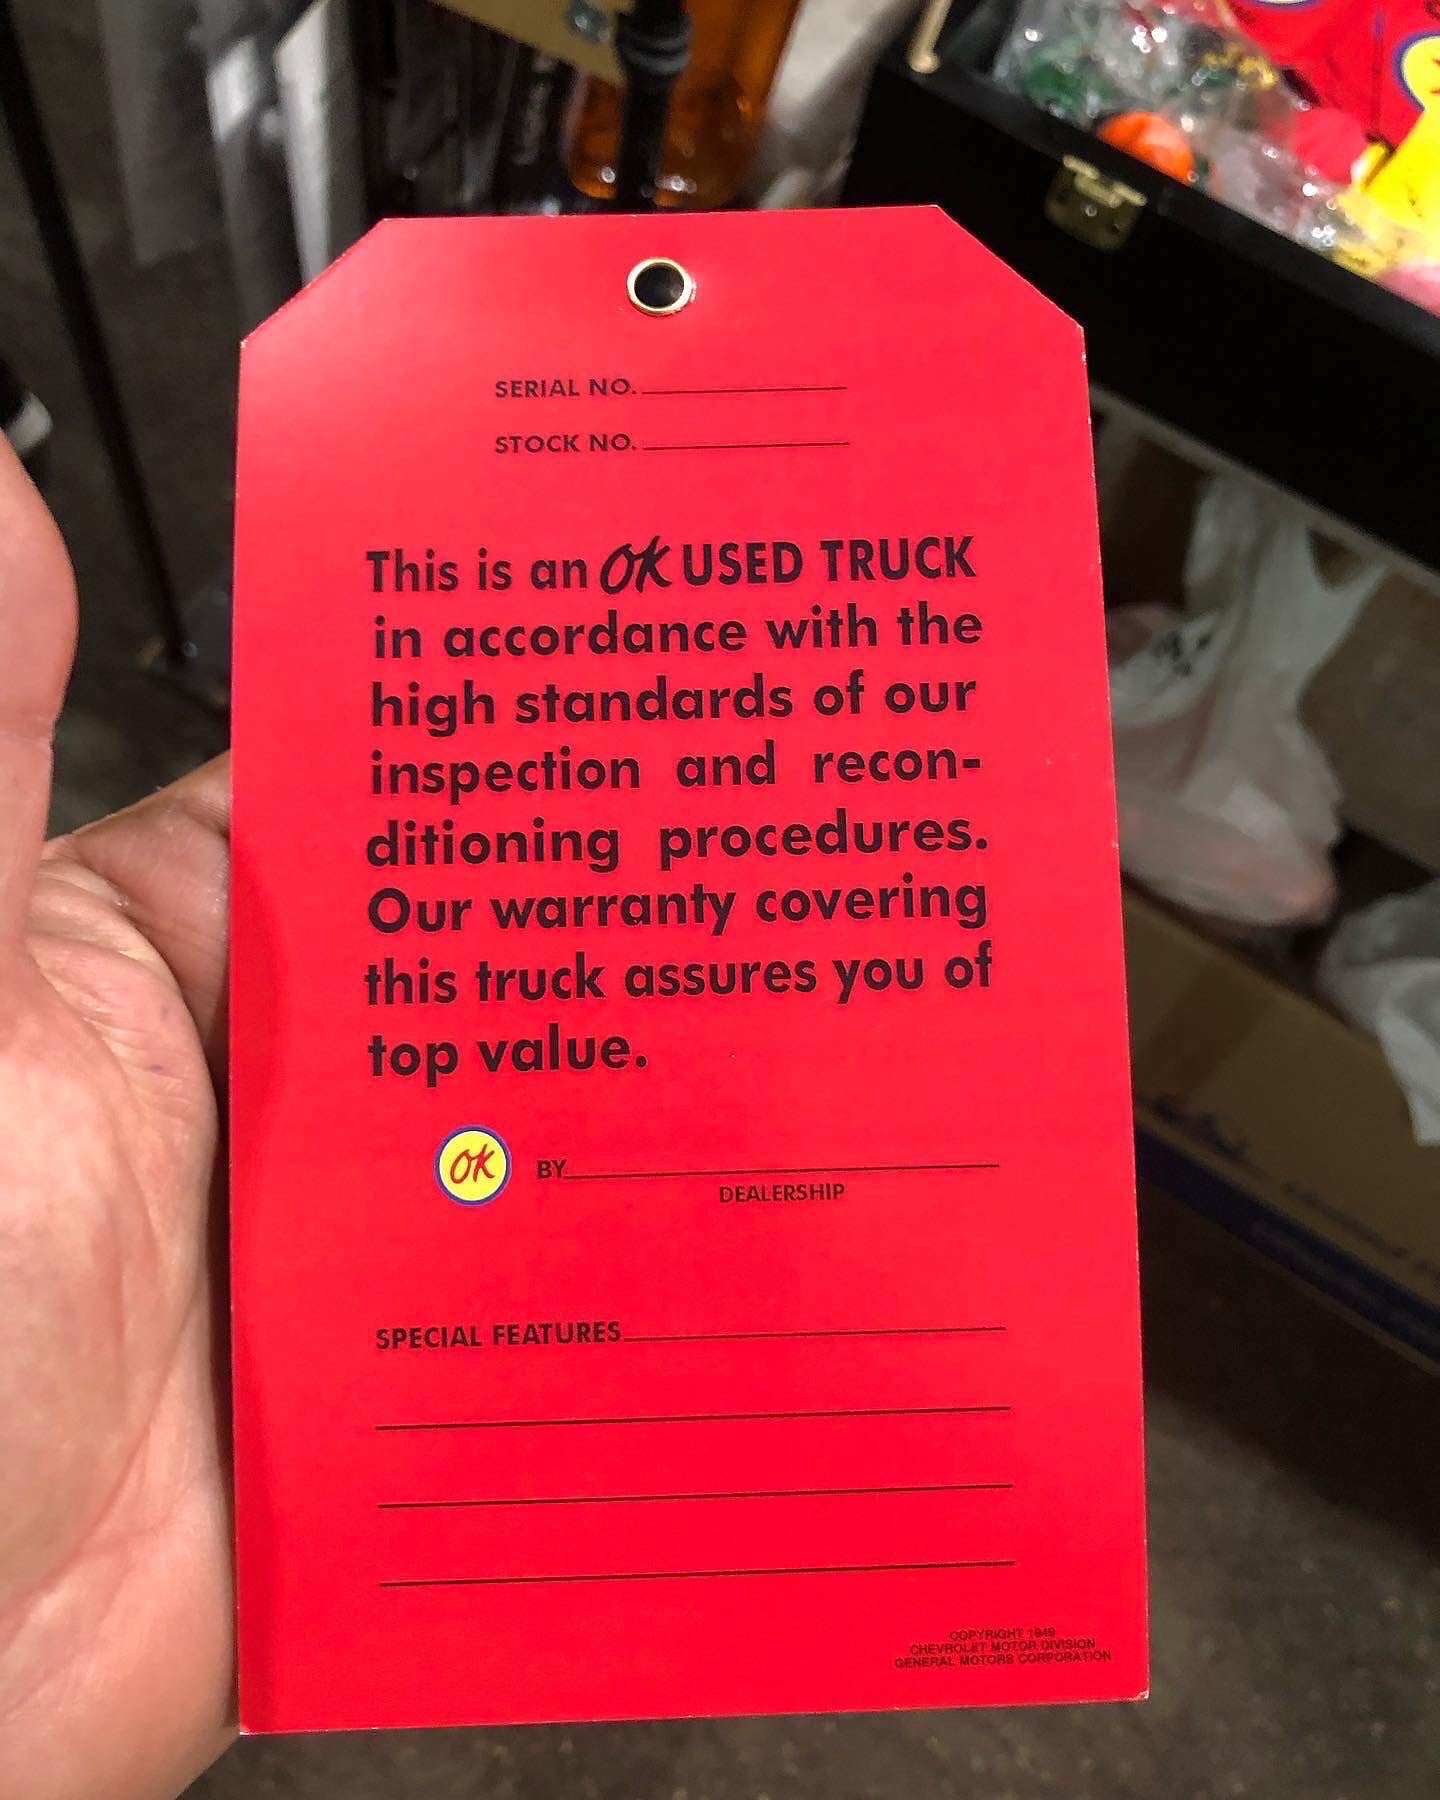 SERIAL NO.
STOCK NO.
This is an OK USED TRUCK
in accordance with the
high standards of our
inspection and recon-
ditioning procedures.
Our warranty covering
this truck assures you of
top value.
OK BY
DEALERSHIP
SPECIAL FEATURES
COPYRIGHT 1949
CHEVROLET MOTOR DIVISION
GENERAL MOTORS CORPORATION